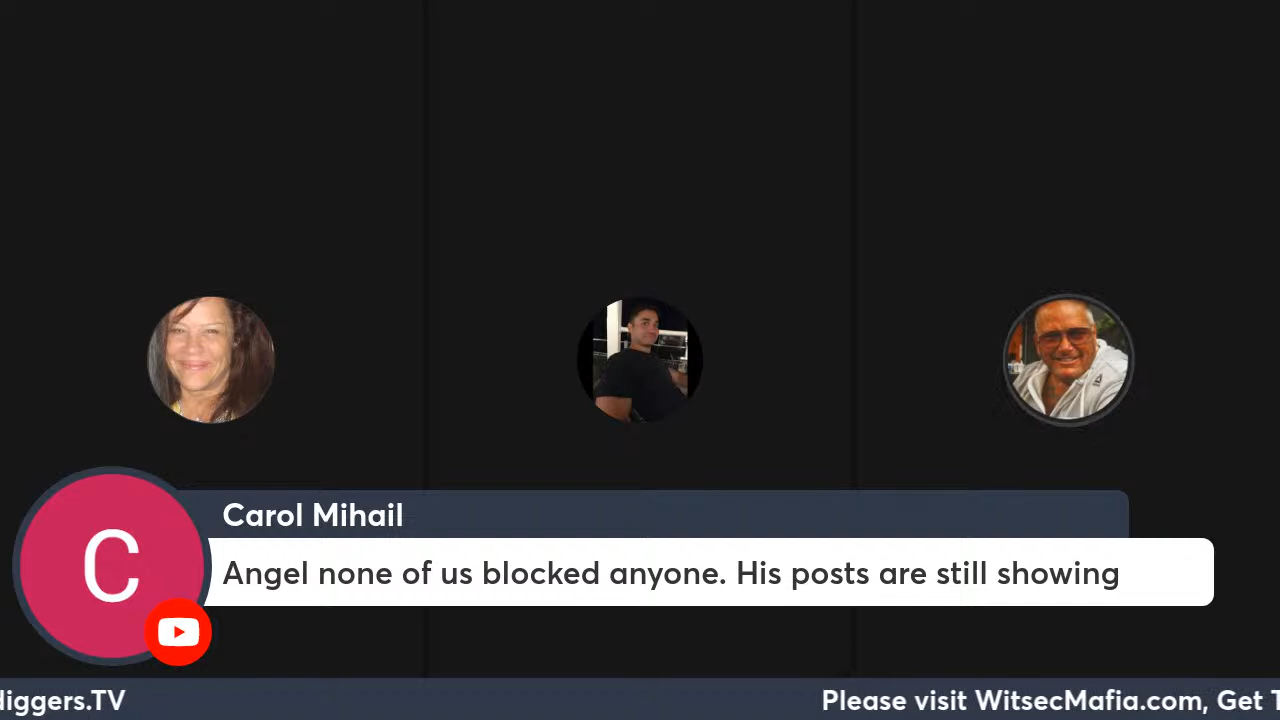 C
Carol Mihail
Angel none of us blocked anyone. His posts are still showing
diggers.TV
Please visit WitsecMafia.com, Get